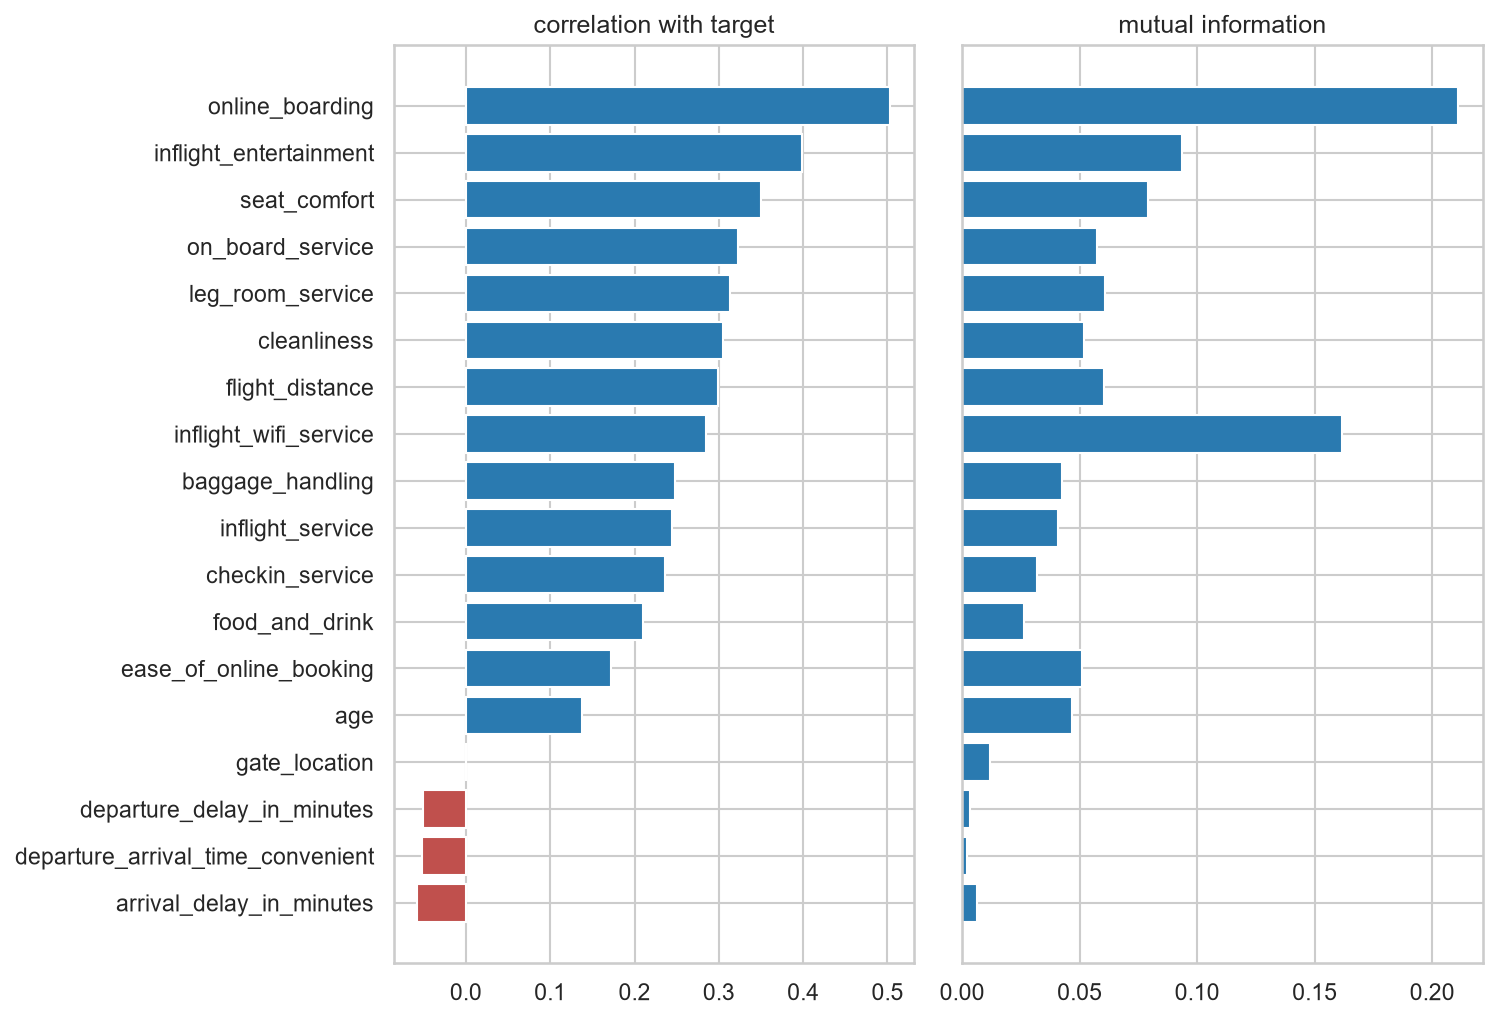 correlation with target
mutual information
online_boarding
inflight_entertainment
seat_comfort
on_board_service
leg_room_service
cleanliness
flight_distance
inflight_wifi_service
baggage_handling
inflight_service
checkin_service
food_and_drink
ease_of_online_booking
age
gate_location
departure_delay_in_minutes
departure_arrival_time_convenient
arrival_delay_in_minutes
0.0 0.1 0.2 0.3 0.4 0.5
0.00 0.05 0.10 0.15 0.20